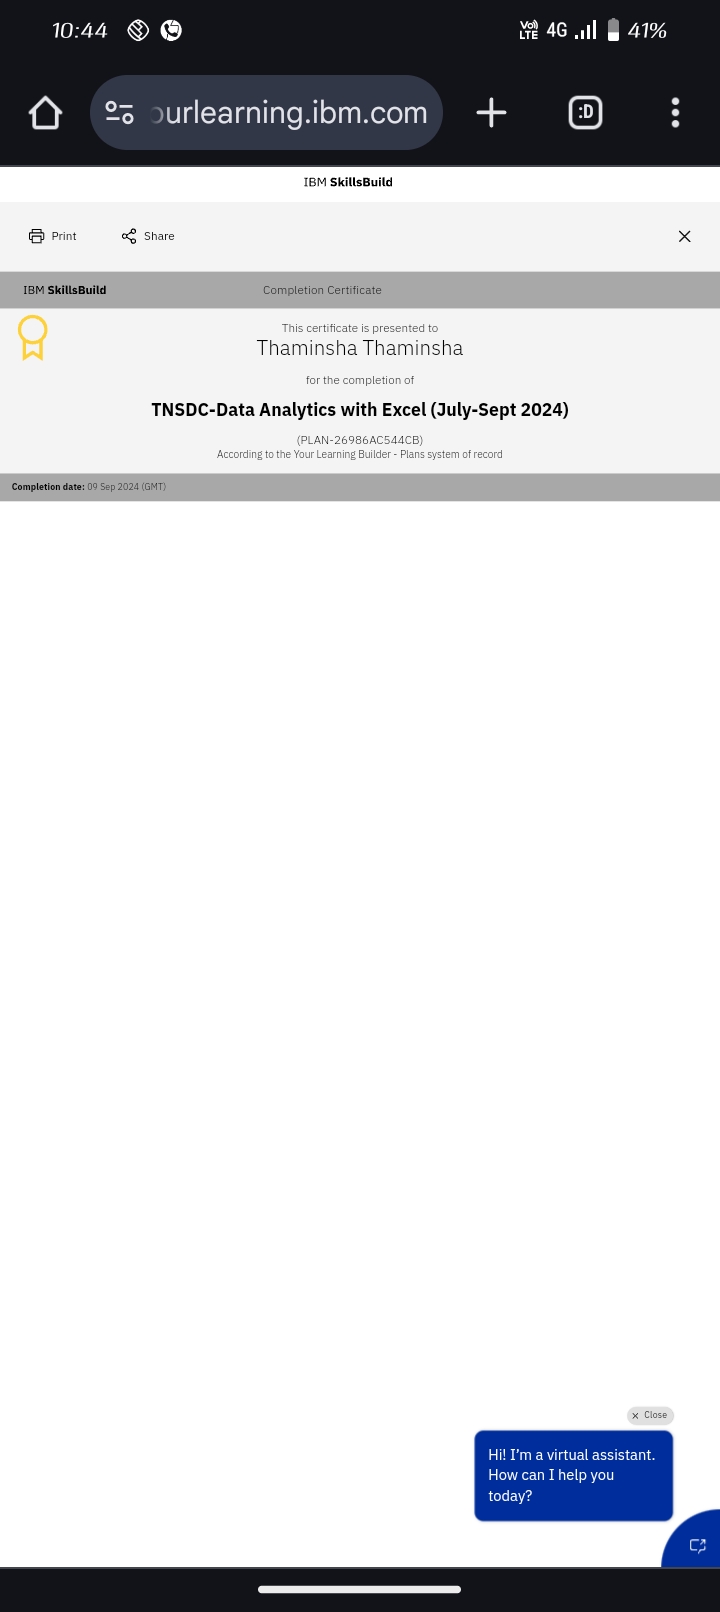 10:44 Vo) LTE 4G 41%
ourlearning.ibm.com :D
IBM SkillsBuild
Print Share
IBM SkillsBuild Completion Certificate
This certificate is presented to
Thaminsha Thaminsha
for the completion of
TNSDC-Data Analytics with Excel (July-Sept 2024)
(PLAN-26986AC544CB)
According to the Your Learning Builder - Plans system of record
Completion date: 09 Sep 2024 (GMT)
× Close
Hi! I'm a virtual assistant.
How can I help you
today?